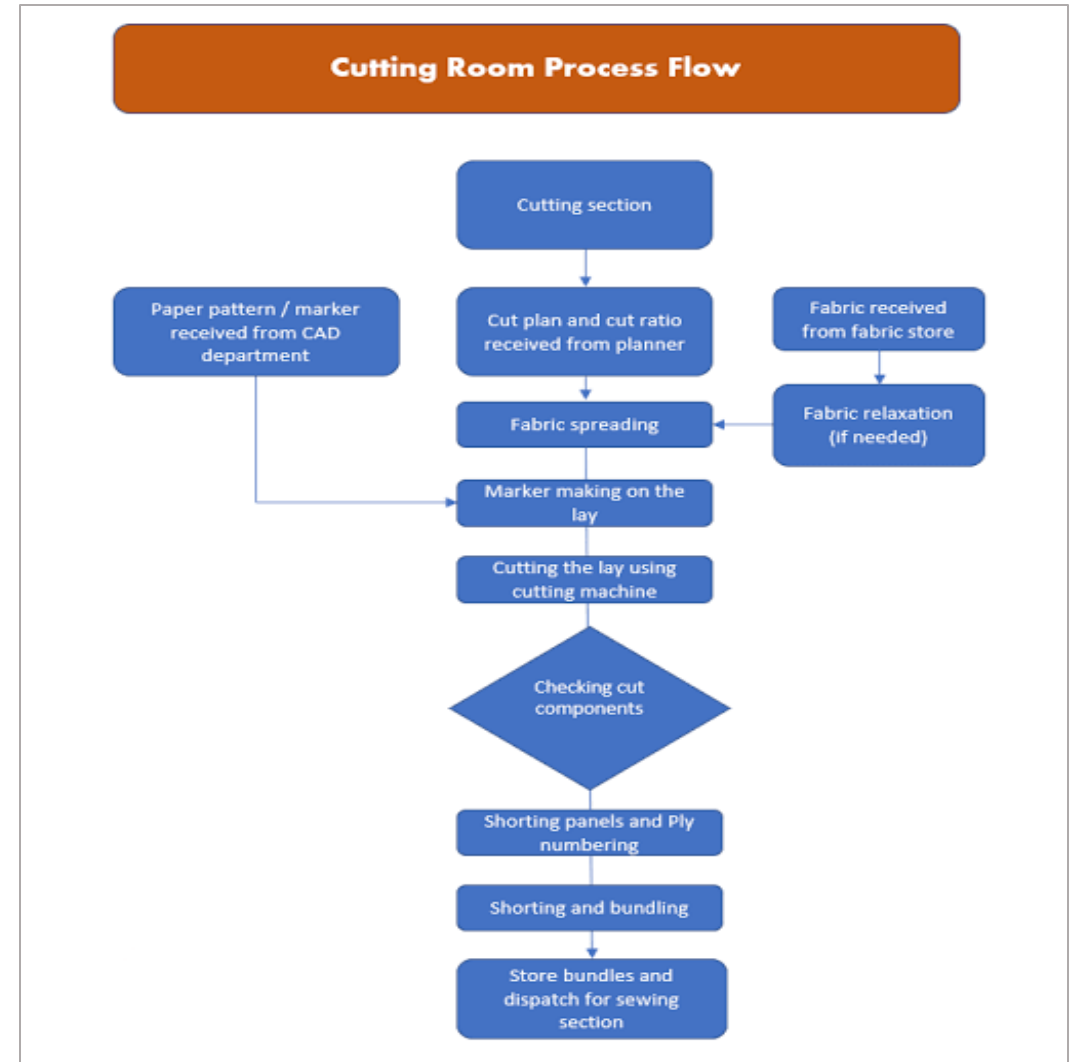 Cutting Room Process Flow
Cutting section
Paper pattern / marker
received from CAD
department
Cut plan and cut ratio
received from planner
Fabric received
from fabric store
Fabric relaxation
(if needed)
Fabric spreading
Marker making on the
lay
Cutting the lay using
cutting machine
Checking cut
components
Shorting panels and Ply
numbering
Shorting and bundling
Store bundles and
dispatch for sewing
section